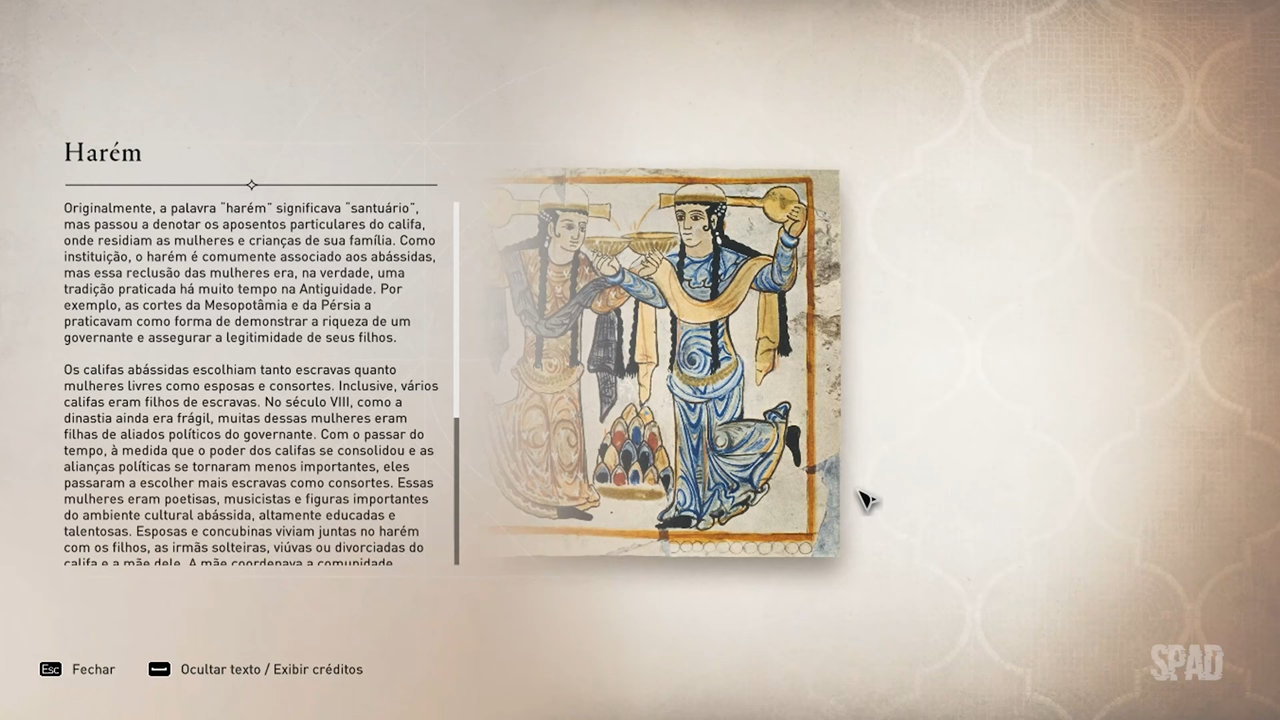 Harém
Originalmente, a palavra “harém” significava “santuário”,
mas passou a denotar os aposentos particulares do califa,
onde residiam as mulheres e crianças de sua família. Como
instituição, o harém é comumente associado aos abássidas,
mas essa reclusão das mulheres era, na verdade, uma
tradição praticada há muito tempo na Antiguidade. Por
exemplo, as cortes da Mesopotâmia e da Pérsia a
praticavam como forma de demonstrar a riqueza de um
governante e assegurar a legitimidade de seus filhos.
Os califas abássidas escolhiam tanto escravas quanto
mulheres livres como esposas e consortes. Inclusive, vários
califas eram filhos de escravas. No século VIII, como a
dinastia ainda era frágil, muitas dessas mulheres eram
filhas de aliados políticos do governante. Com o passar do
tempo, à medida que o poder dos califas se consolidou e as
alianças políticas se tornaram menos importantes, eles
passaram a escolher mais escravas como consortes. Essas
mulheres eram poetisas, musicistas e figuras importantes
do ambiente cultural abássida, altamente educadas e
talentosas. Esposas e concubinas viviam juntas no harém
com os filhos, as irmãs solteiras, viúvas ou divorciadas do
califa e a mãe dele. A mãe coordenava a comunidade
Esc Fechar Ocultar texto / Exibir créditos
SPAD